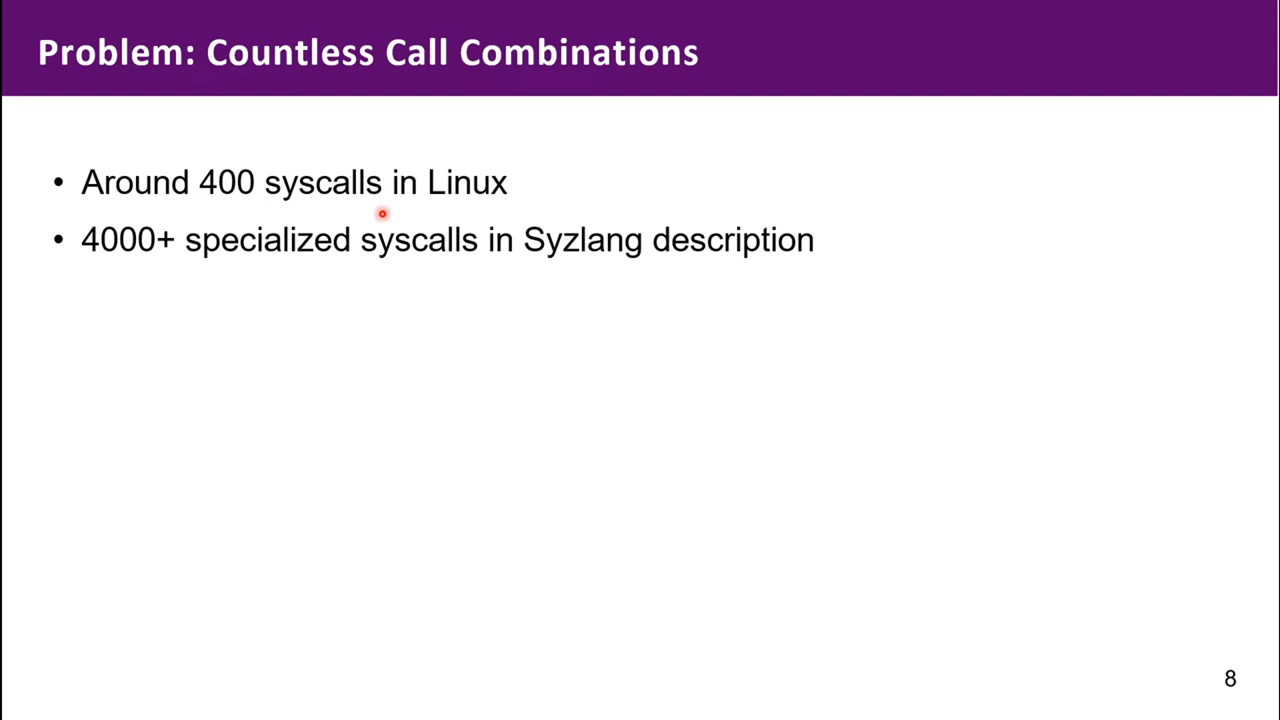 Problem: Countless Call Combinations
• Around 400 syscalls in Linux
• 4000+ specialized syscalls in Syzlang description
8